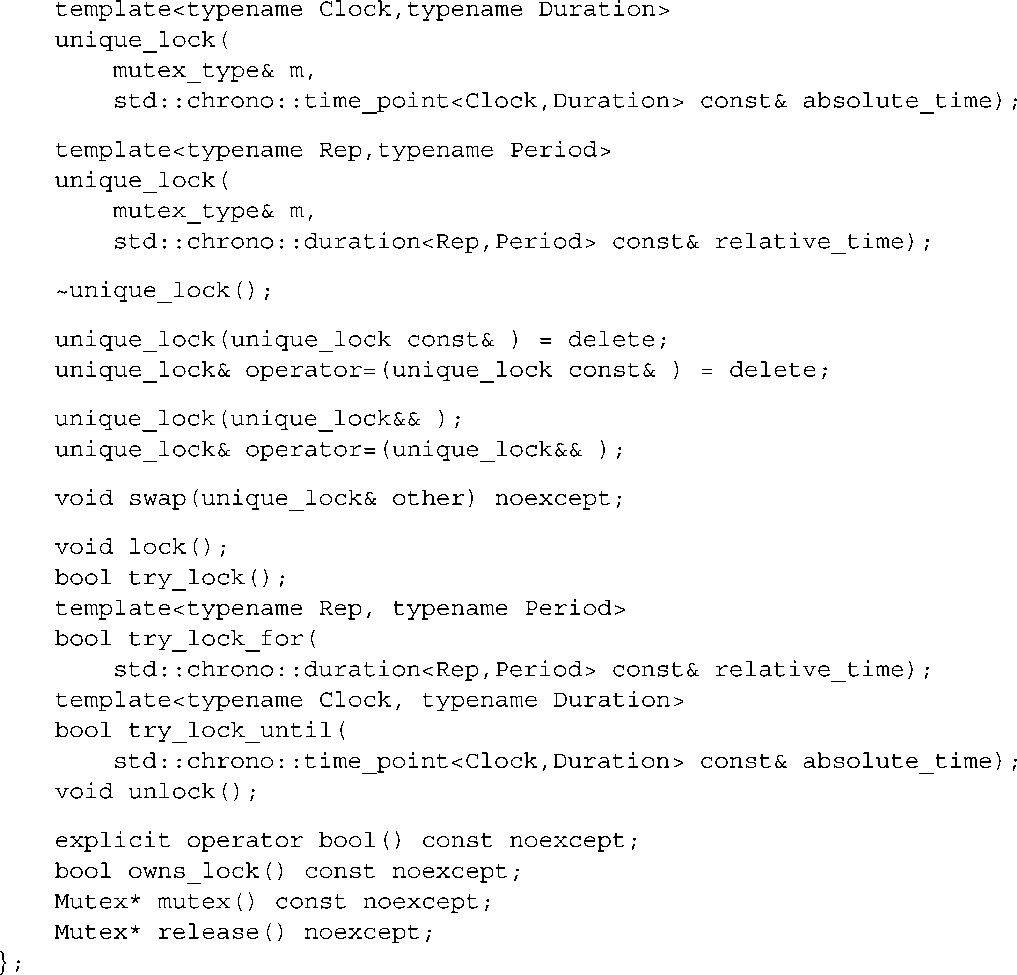 template<typename Clock,typename Duration>
unique_lock(
mutex_type& m,
std::chrono::time_point<Clock,Duration> const& absolute_time);
template<typename Rep,typename Period>
unique_lock(
mutex_type& m,
std::chrono::duration<Rep,Period> const& relative_time);
~unique_lock();
unique_lock(unique_lock const& ) = delete;
unique_lock& operator=(unique_lock const& ) = delete;
unique_lock(unique_lock&& );
unique_lock& operator=(unique_lock&& );
void swap(unique_lock& other) noexcept;
void lock();
bool try_lock();
template<typename Rep, typename Period>
bool try_lock_for(
std::chrono::duration<Rep,Period> const& relative_time);
template<typename Clock, typename Duration>
bool try_lock_until(
std::chrono::time_point<Clock,Duration> const& absolute_time);
void unlock();
explicit operator bool() const noexcept;
bool owns_lock() const noexcept;
Mutex* mutex() const noexcept;
Mutex* release() noexcept;
};